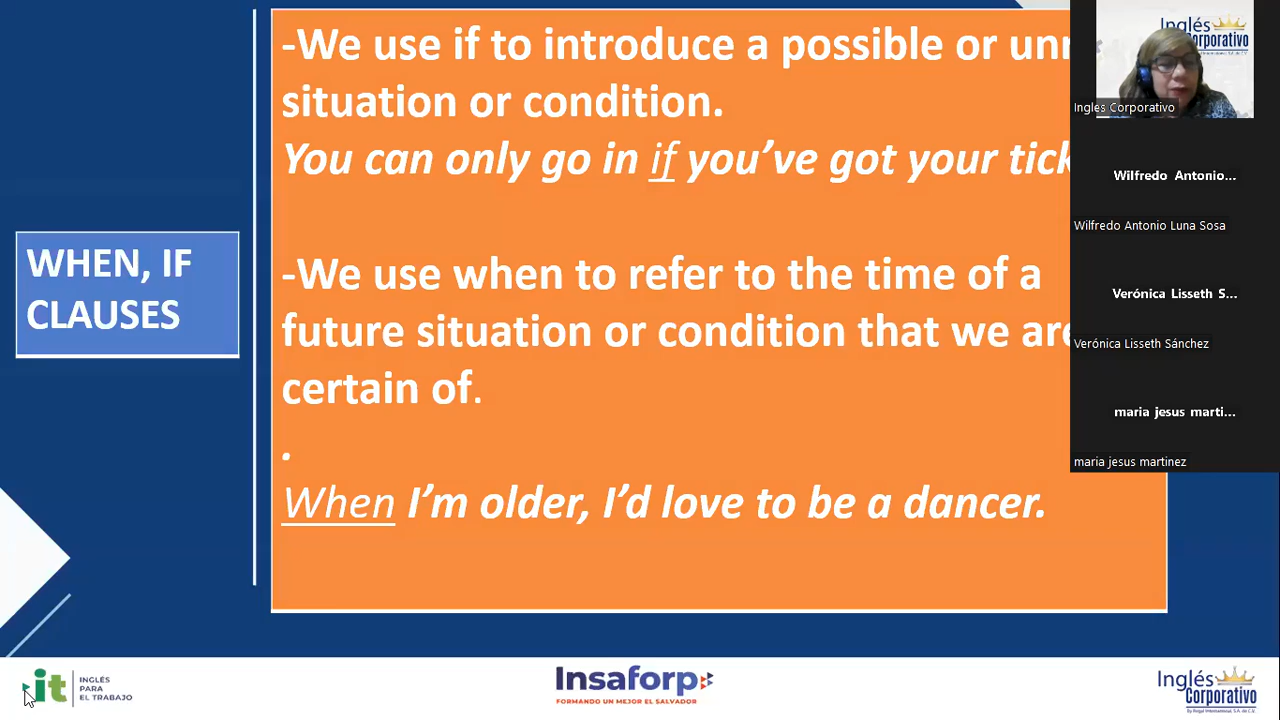 -We use if to introduce a possible or
situation or condition.
You can only go in if you’ve got your
-We use when to refer to the time of a
future situation or condition that we are
certain of.
.
When I’m older, I’d love to be a dancer.
WHEN, IF
CLAUSES
Inglés
Corporativo
Ingles Corporativo
Wilfredo Antonio...
Wilfredo Antonio Luna Sosa
Verónica Lisseth S...
Verónica Lisseth Sánchez
maria jesus marti...
maria jesus martinez
it
INGLÉS
PARA
EL TRABAJO
Insaforp
FORMANDO UN MEJOR EL SALVADOR
Inglés
Corporativo